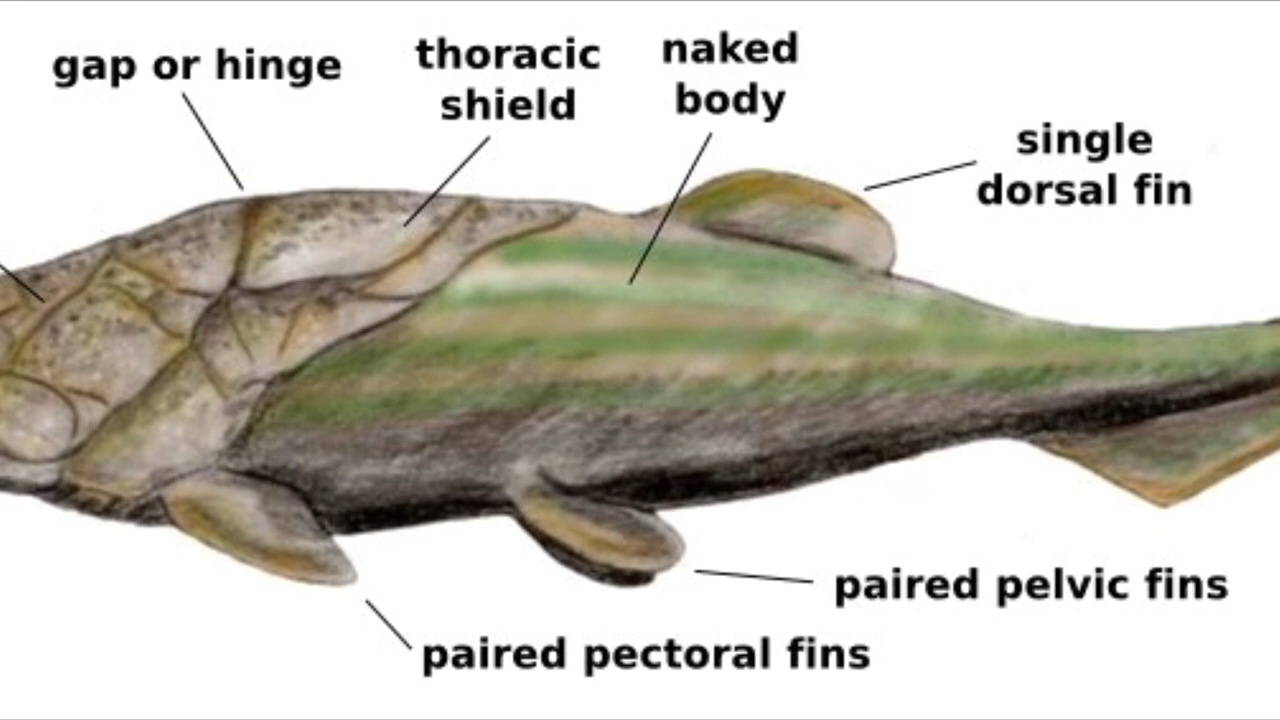 gap or hinge
thoracic
shield
naked
body
single
dorsal fin
paired pelvic fins
paired pectoral fins